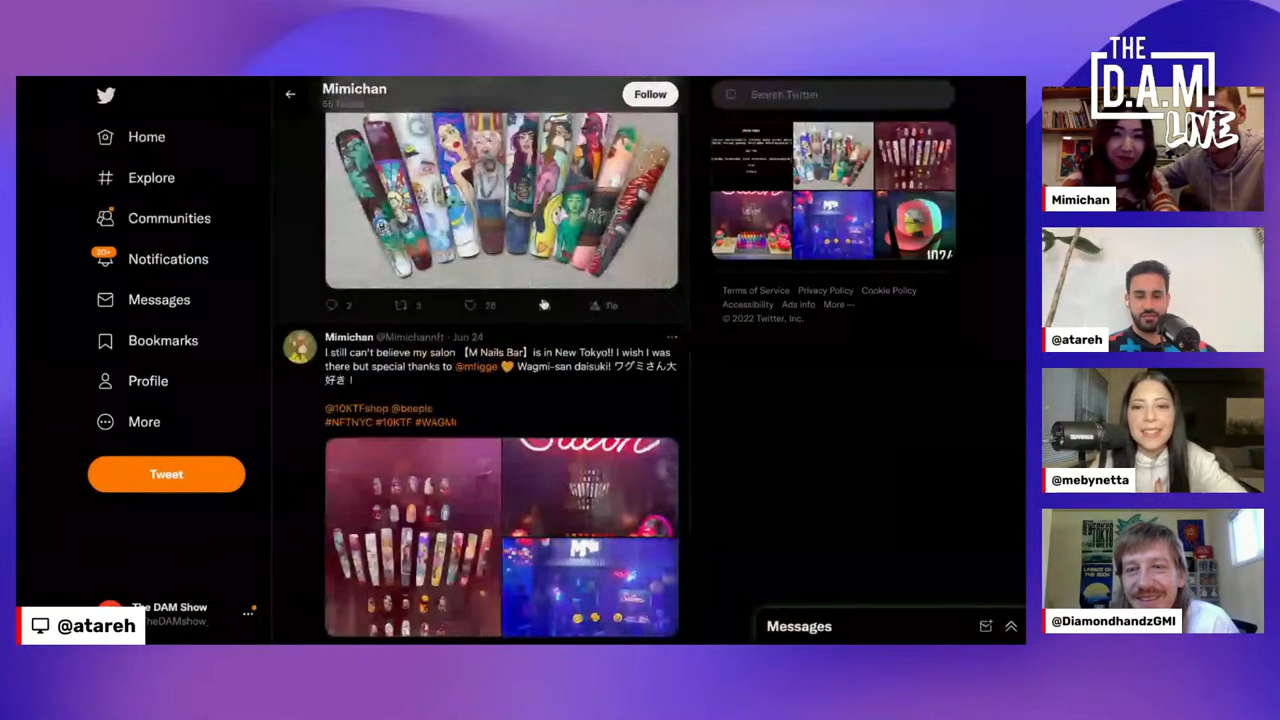 THE
D.A.M!
LIVE
Mimichan
Follow
Search Twitter
Home
Explore
Communities
20+
Notifications
Messages
Bookmarks
Profile
More
Tweet
The DAM Show
@atareh
2
3
Mimichan @Mimichannft · Jun 24
I still can't believe my salon 【M Nails Bar】is in New Tokyo!! I wish I was
there but special thanks to @mfigge 🧡 Wagmi-san daisuki! ワグミさん大
好き！
@10KTFshop @beeple
#NFTNYC #10KTF #WAGMI
Salon
Terms of Service Privacy Policy Cookie Policy
Accessibility Ads info More ···
© 2022 Twitter, Inc.
Messages
Mimichan
@atareh
@mebynetta
@DiamondhandzGMI